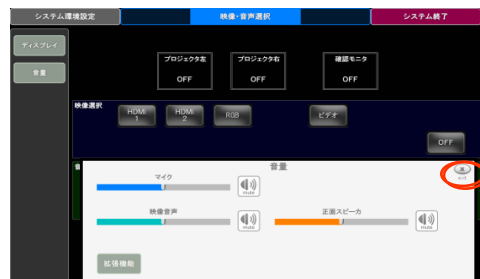 システム環境設定
映像・音声選択
システム終了
ディスプレイ
音量
プロジェクタ左
OFF
プロジェクタ右
OFF
確認モニタ
OFF
映像選択
HDMI
1
HDMI
2
RGB
ビデオ
OFF
音量
マイク
mute
映像音声
mute
正面スピーカ
mute
拡張機能